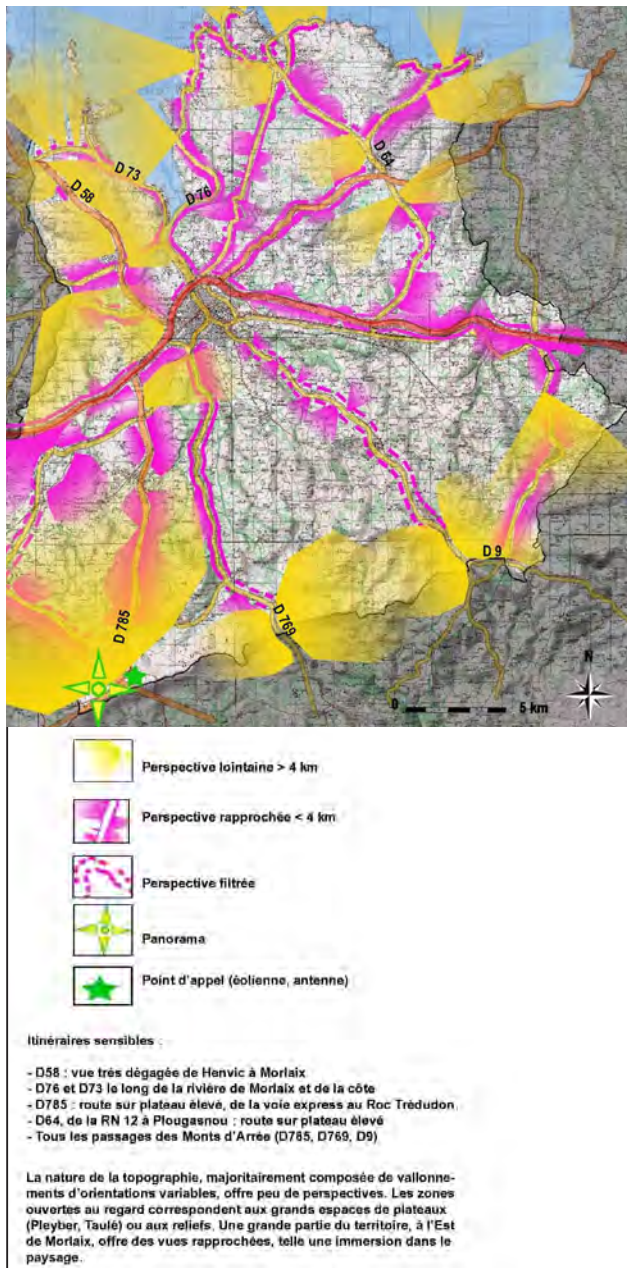 D 73
D 58
D 76
D 64
D 9
D 785
D 769
N
0
5 km
Perspective lointaine > 4 km
Perspective rapprochée < 4 km
Perspective filtrée
Panorama
Point d'appel (éolienne, antenne)
Itinéraires sensibles :
- D58 : vue très dégagée de Henvic à Morlaix
- D76 et D73 le long de la rivière de Morlaix et de la côte
- D785 : route sur plateau élevé, de la voie express au Roc Trédudon
- D64, de la RN 12 à Plougasnou : route sur plateau élevé
- Tous les passages des Monts d'Arrée (D785, D769, D9)
La nature de la topographie, majoritairement composée de vallonne-
ments d'orientations variables, offre peu de perspectives. Les zones
ouvertes au regard correspondent aux grands espaces de plateaux
(Pleyber, Taulé) ou aux reliefs. Une grande partie du territoire, à l'Est
de Morlaix, offre des vues rapprochées, telle une immersion dans le
paysage.